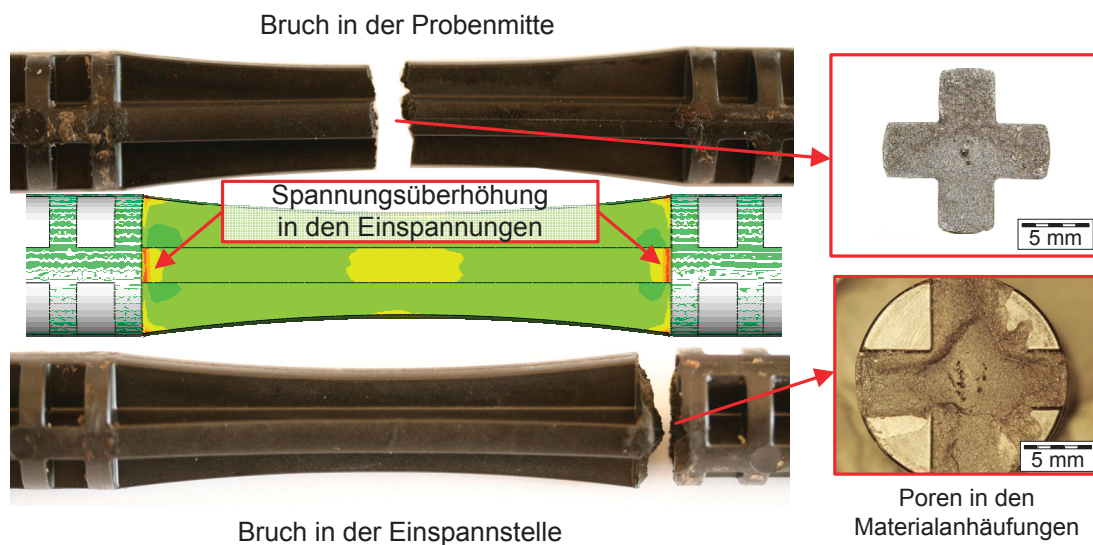 Bruch in der Probenmitte
Spannungsüberhöhung
in den Einspannungen
5 mm
5 mm
Bruch in der Einspannstelle
Poren in den
Materialanhäufungen